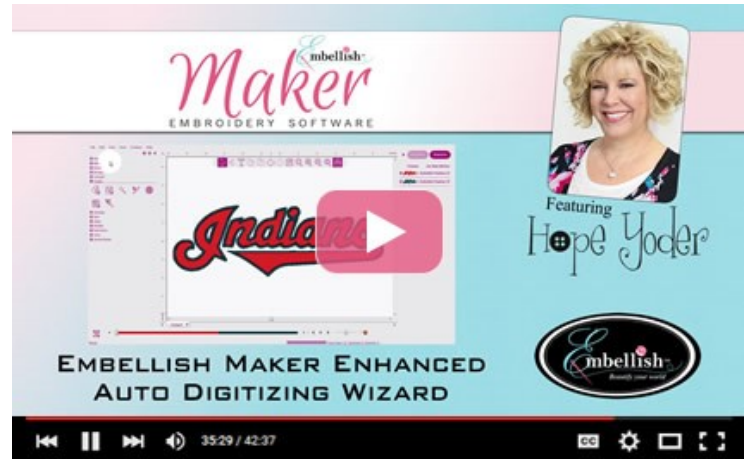 Embellish
Maker
EMBROIDERY SOFTWARE
Indians
Featuring
Hope Yoder
EMBELLISH MAKER ENHANCED
AUTO DIGITIZING WIZARD
Embellish
Beautify your world
35:29 / 42:37
CC